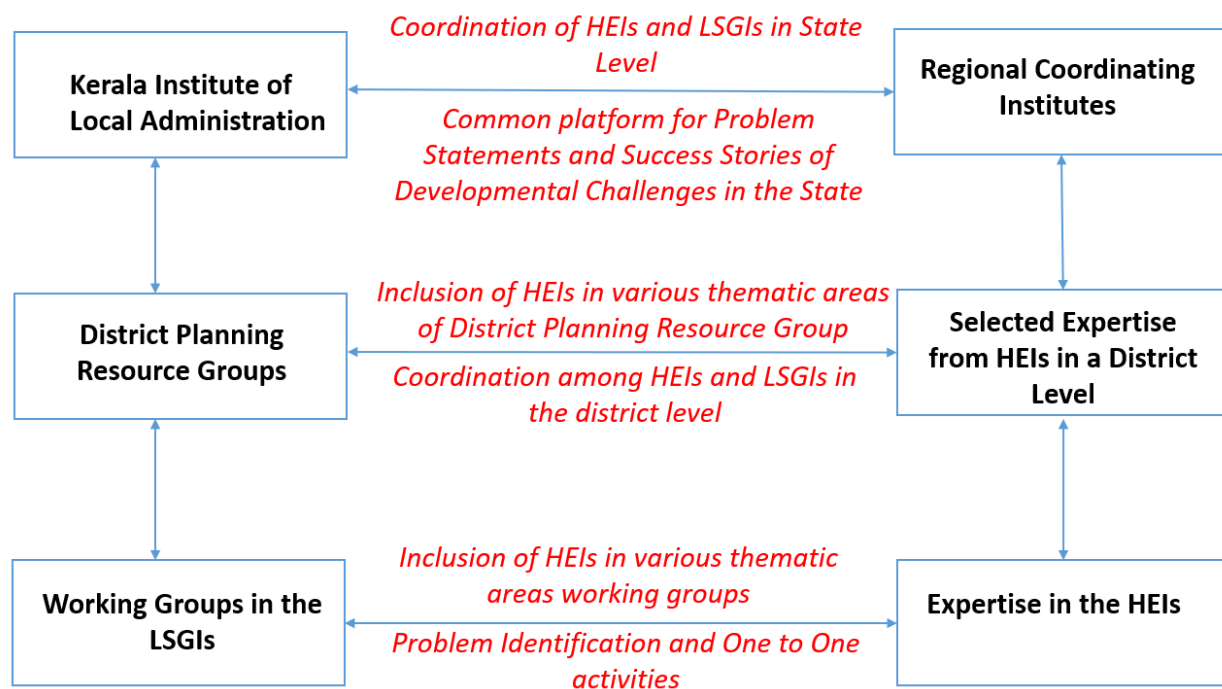 Coordination of HEIs and LSGIs in State
Level
Kerala Institute of
Local Administration
Regional Coordinating
Institutes
Common platform for Problem
Statements and Success Stories of
Developmental Challenges in the State
Inclusion of HEIs in various thematic areas
of District Planning Resource Group
District Planning
Resource Groups
Selected Expertise
from HEIs in a District
Level
Coordination among HEIs and LSGIs in
the district level
Inclusion of HEIs in various thematic
areas working groups
Working Groups in the
LSGIs
Expertise in the HEIs
Problem Identification and One to One
activities